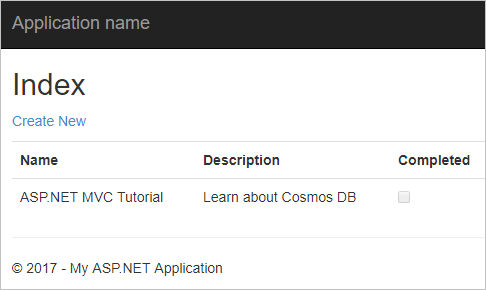 Application name
Index
Create New
Name Description Completed
ASP.NET MVC Tutorial Learn about Cosmos DB
© 2017 - My ASP.NET Application